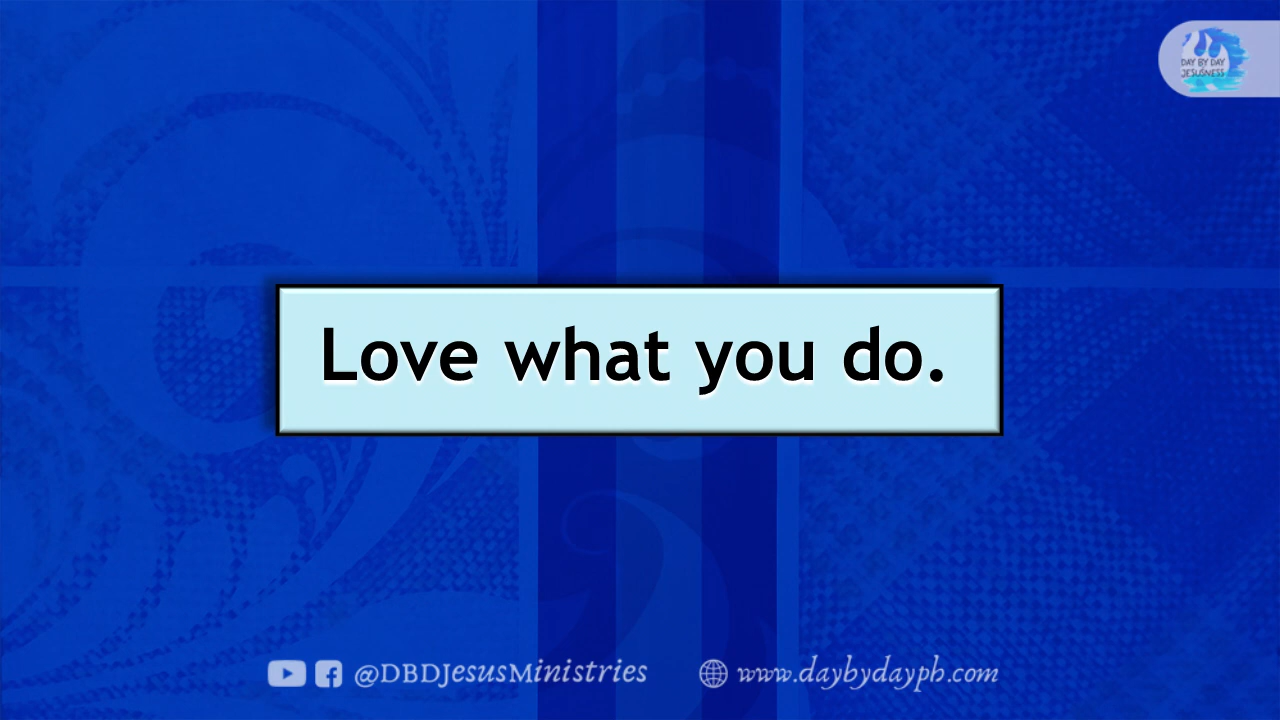 DAY BY DAY
JESUSNESS
Love what you do.
@DBDJesusMinistries
www.daybydayph.com